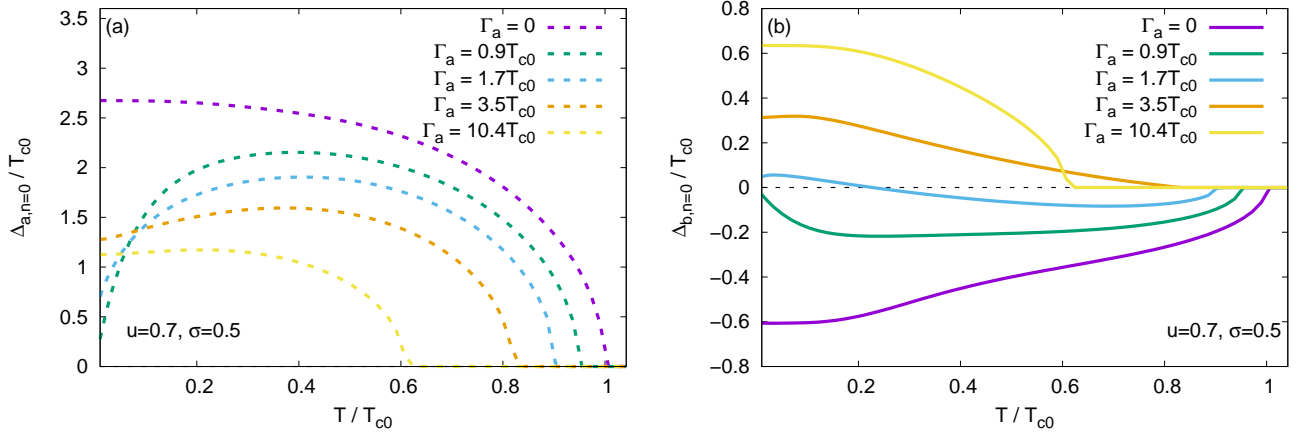 (a)
Γa = 0
Γa = 0.9Tc0
Γa = 1.7Tc0
Γa = 3.5Tc0
Γa = 10.4Tc0
3.5
3
2.5
2
1.5
1
0.5
0
Δa,n=0 / Tc0
u=0.7, σ=0.5
0.2 0.4 0.6 0.8 1
T / Tc0
(b)
Γa = 0
Γa = 0.9Tc0
Γa = 1.7Tc0
Γa = 3.5Tc0
Γa = 10.4Tc0
0.8
0.6
0.4
0.2
0
-0.2
-0.4
-0.6
-0.8
Δb,n=0 / Tc0
u=0.7, σ=0.5
0.2 0.4 0.6 0.8 1
T / Tc0